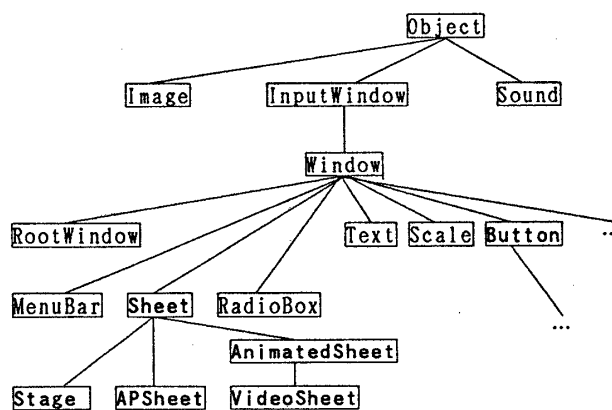 Object
Image InputWindow Sound
Window
RootWindow Text Scale Button ...
MenuBar Sheet RadioBox ...
AnimatedSheet
Stage APSheet VideoSheet